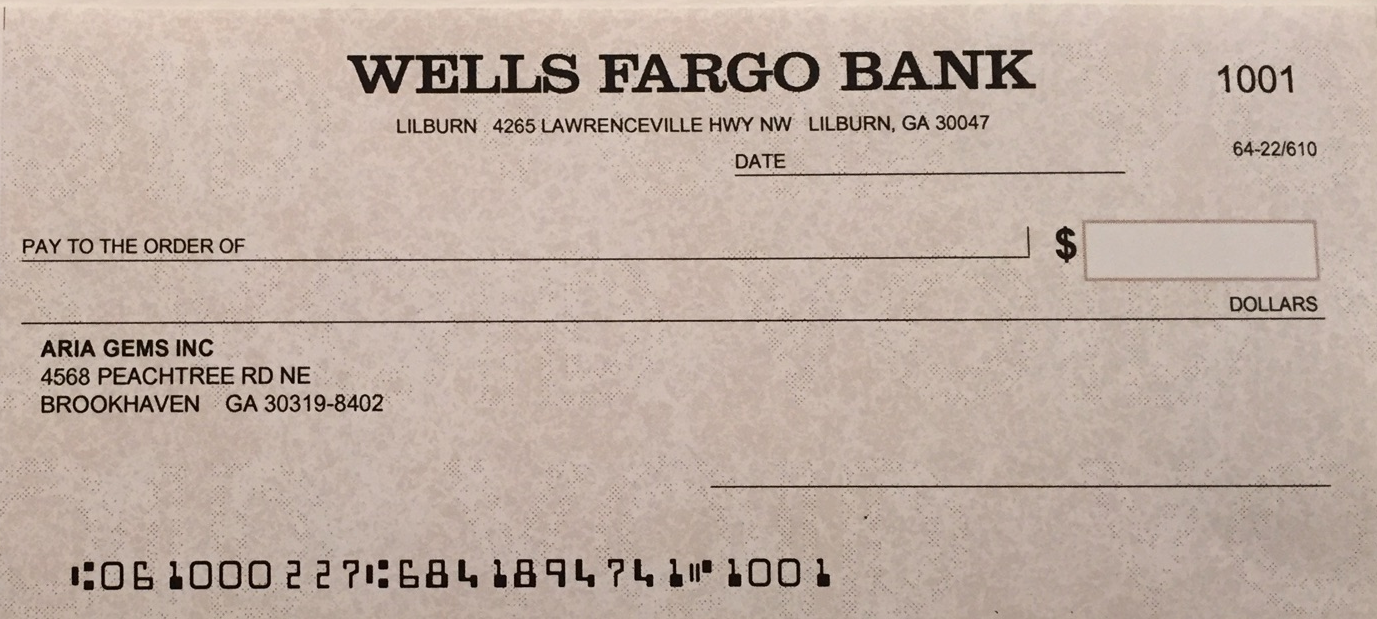 WELLS FARGO BANK
1001
LILBURN 4265 LAWRENCEVILLE HWY NW LILBURN, GA 30047
64-22/610
DATE
PAY TO THE ORDER OF
$
DOLLARS
ARIA GEMS INC
4568 PEACHTREE RD NE
BROOKHAVEN GA 30319-8402
⑆061000227⑆6841894741⑈1001